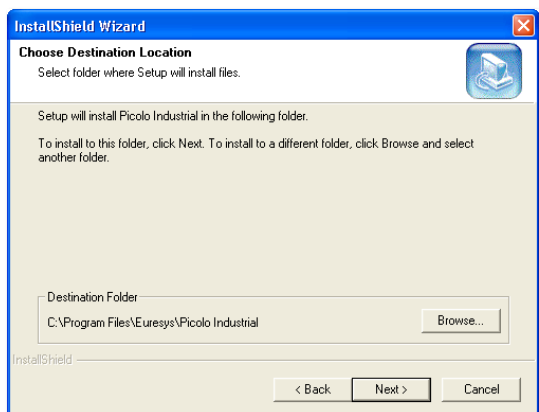 InstallShield Wizard
Choose Destination Location
Select folder where Setup will install files.
Setup will install Picolo Industrial in the following folder.
To install to this folder, click Next. To install to a different folder, click Browse and select
another folder.
Destination Folder
C:\Program Files\Euresys\Picolo Industrial
Browse...
InstallShield
< Back
Next >
Cancel